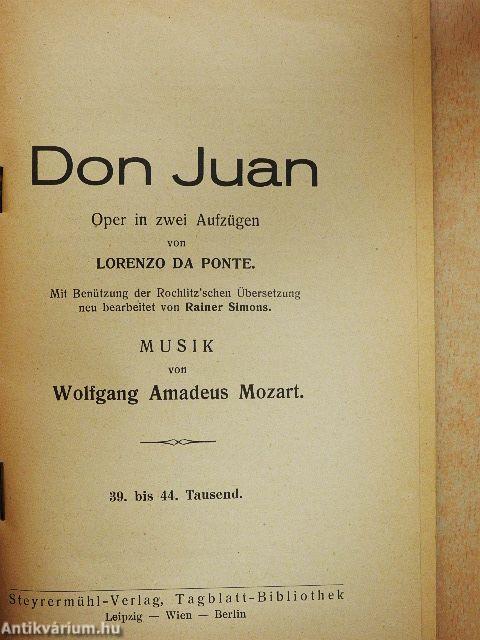 Don Juan
Oper in zwei Aufzügen
von
LORENZO DA PONTE.
Mit Benützung der Rochlitz'schen Übersetzung
neu bearbeitet von Rainer Simons.
MUSIK
von
Wolfgang Amadeus Mozart.
39. bis 44. Tausend.
Steyrermühl-Verlag, Tagblatt-Bibliothek
Leipzig — Wien — Berlin
Antikvárium.hu